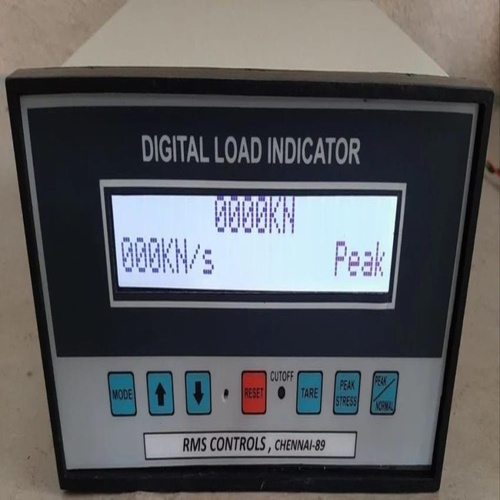 DIGITAL LOAD INDICATOR
0000KN
000KN/s Peak
MODE
RESET
CUTOFF
TARE
PEAK
STRESS
PEAK/
NORMAL
RMS CONTROLS, CHENNAI-89